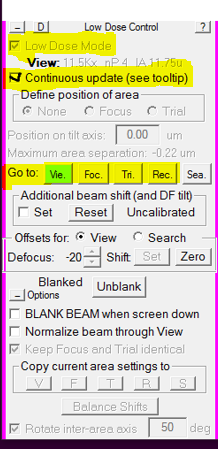 – D Low Dose Control ?
Low Dose Mode
View: 11.5Kx nP 4 IA 11.75u
Continuous update (see tooltip)
Define position of area
None Focus Trial
Position on tilt axis: 0.00 um
Maximum area separation: -0.22 um
Go to: Vie. Foc. Tri. Rec. Sea.
Additional beam shift (and DF tilt)
Set Reset Uncalibrated
Offsets for: View Search
Defocus: -20 Shift: Set Zero
Blanked Unblank
– Options
BLANK BEAM when screen down
Normalize beam through View
Keep Focus and Trial identical
Copy current area settings to
V F T R S
Balance Shifts
Rotate inter-area axis 50 deg